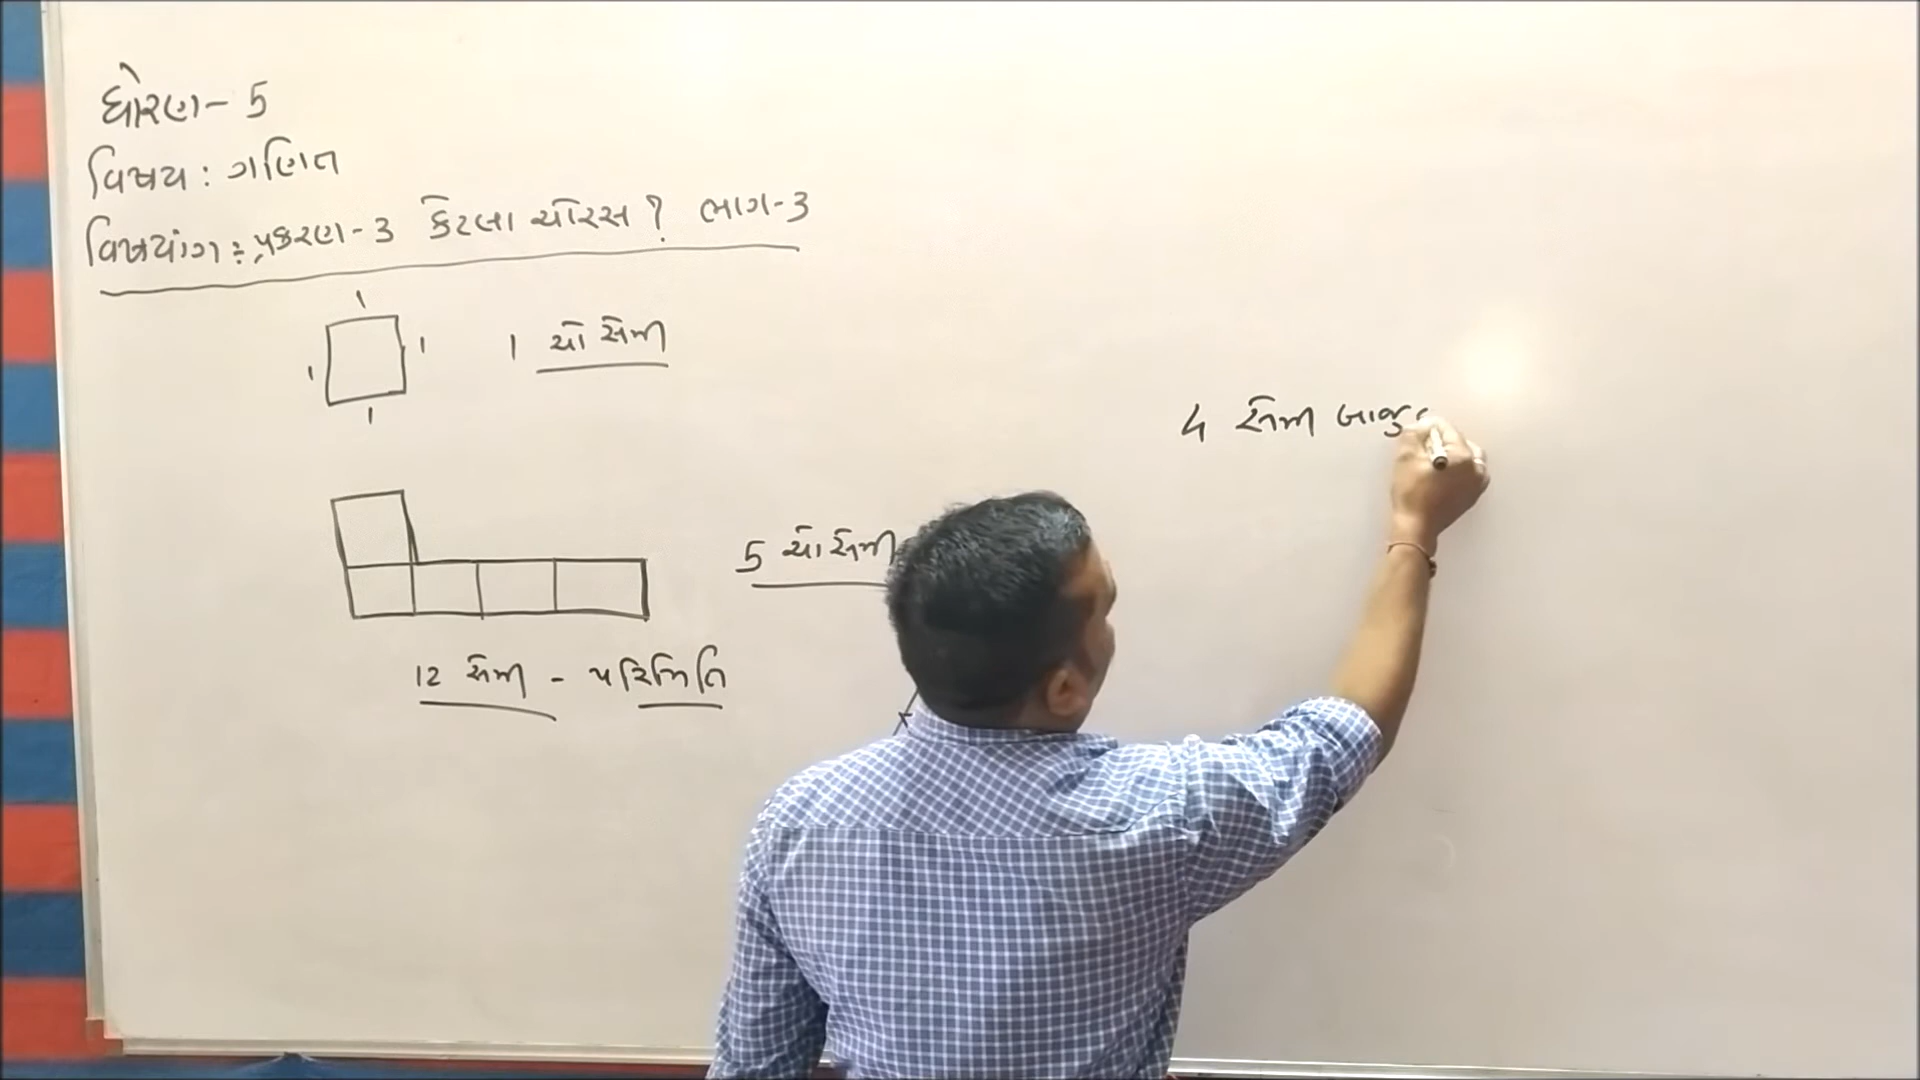 ધોરણ - 5
વિષય : ગણિત
વિષયાંગ : પ્રકરણ - 3 કેટલા ચોરસ ? ભાગ - 3
1
1
1
1
1 ચો સેમી
5 ચો સેમી
12 સેમી - પરિમિતિ
4 સેમી બાજુ